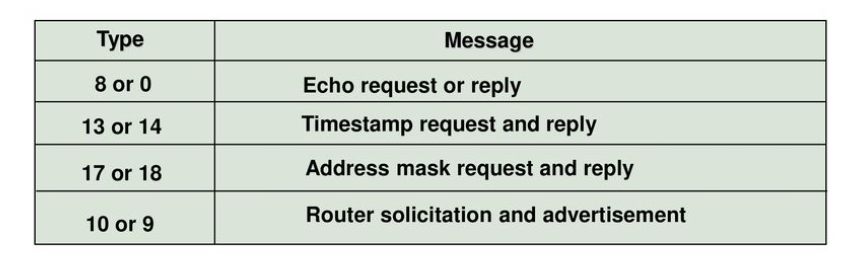 Type Message
8 or 0 Echo request or reply
13 or 14 Timestamp request and reply
17 or 18 Address mask request and reply
10 or 9 Router solicitation and advertisement